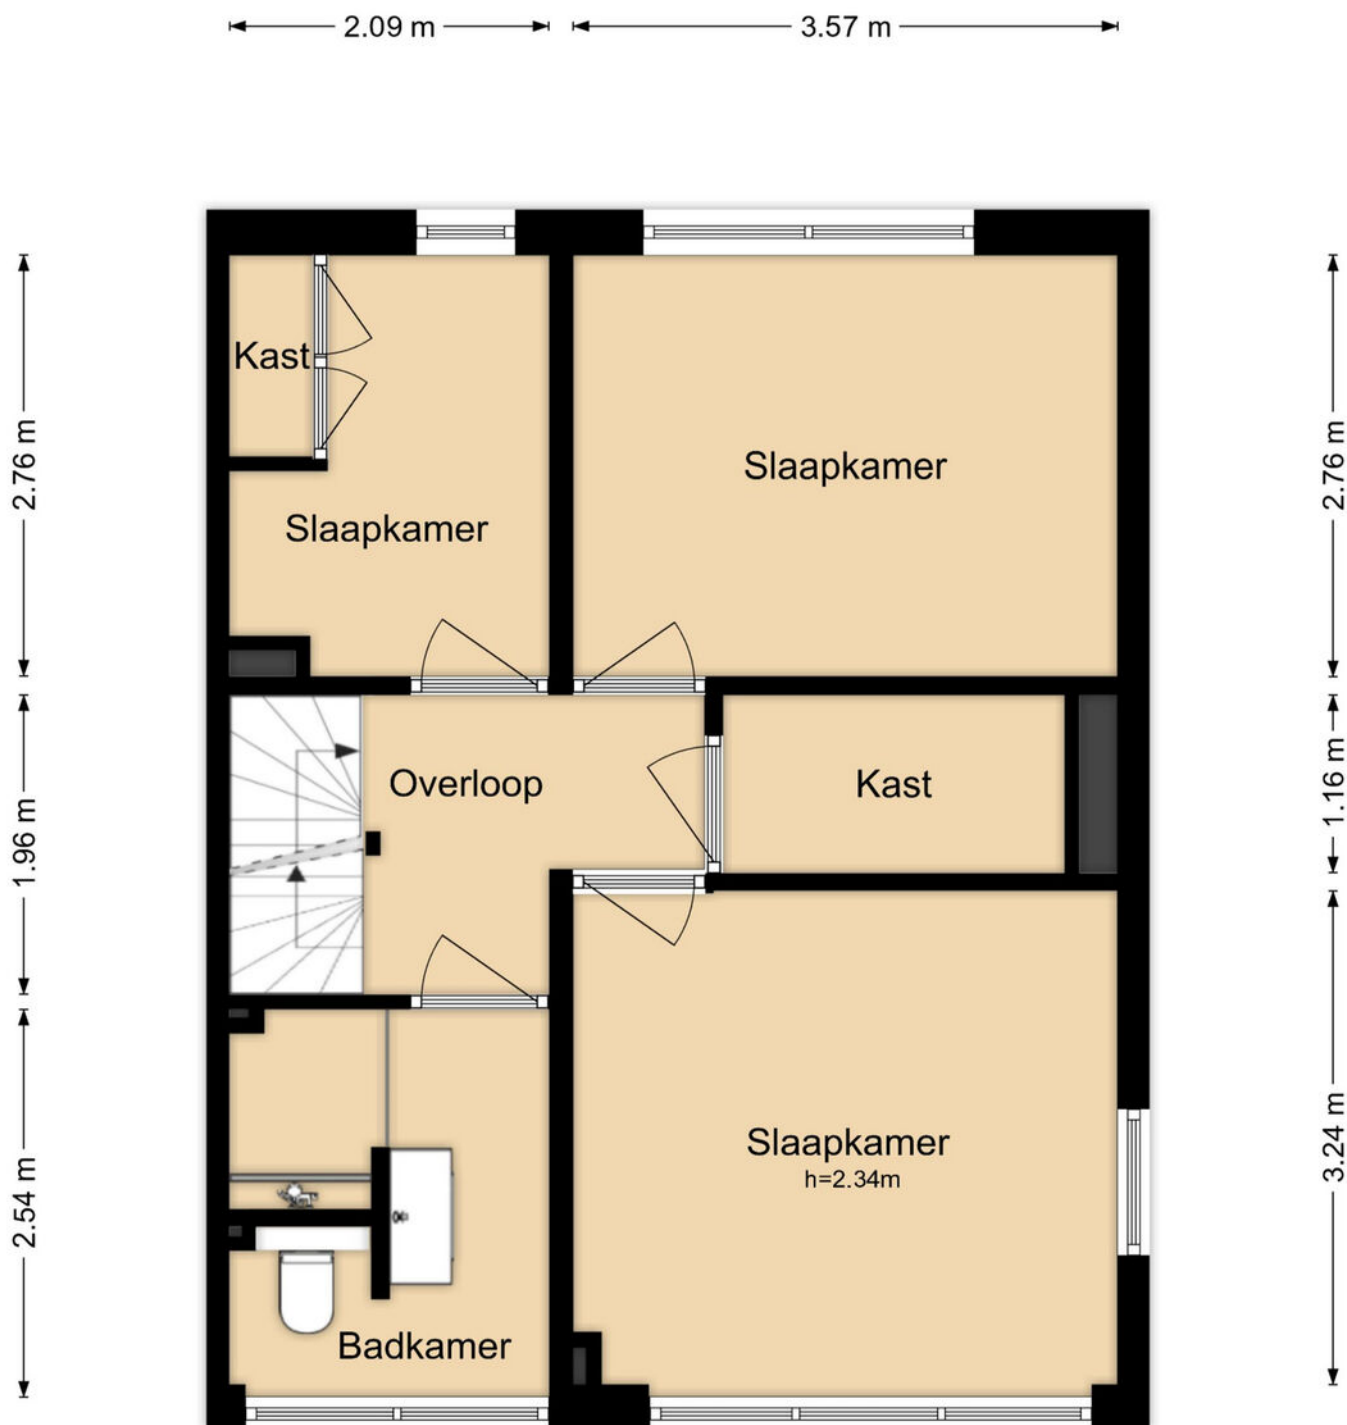 2.09 m
3.57 m
Kast
2.76 m
Slaapkamer
2.76 m
Slaapkamer
1.96 m
Overloop
Kast
1.16 m
2.54 m
Slaapkamer
h=2.34m
3.24 m
Badkamer